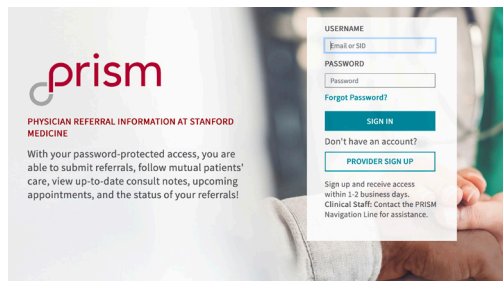 prism
PHYSICIAN REFERRAL INFORMATION AT STANFORD
MEDICINE
With your password-protected access, you are
able to submit referrals, follow mutual patients'
care, view up-to-date consult notes, upcoming
appointments, and the status of your referrals!
USERNAME
Email or SID
PASSWORD
Password
Forgot Password?
SIGN IN
Don't have an account?
PROVIDER SIGN UP
Sign up and receive access
within 1-2 business days.
Clinical Staff: Contact the PRISM
Navigation Line for assistance.